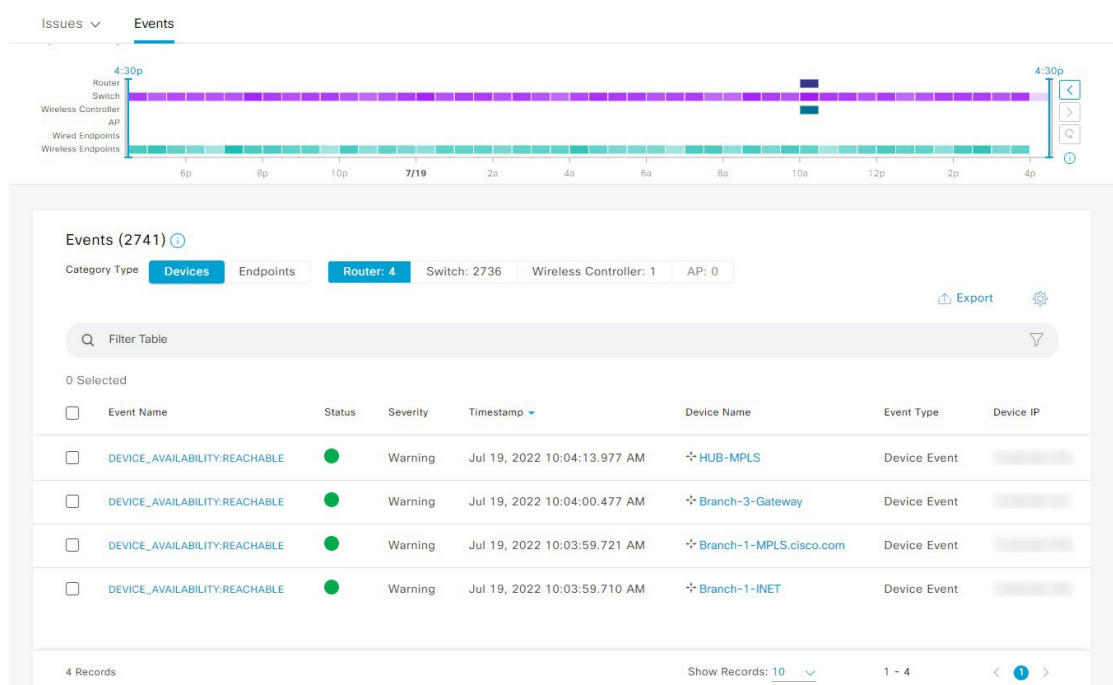 Issues Events
4:30p 4:30p
Router
Switch
Wireless Controller
AP
Wired Endpoints
Wireless Endpoints
6p 8p 10p 7/19 2a 4a 6a 8a 10a 12p 2p 4p
Events (2741)
Category Type Devices Endpoints Router: 4 Switch: 2736 Wireless Controller: 1 AP: 0
Export
Filter Table
0 Selected
Event Name Status Severity Timestamp Device Name Event Type Device IP
DEVICE_AVAILABILITY:REACHABLE Warning Jul 19, 2022 10:04:13.977 AM HUB-MPLS Device Event
DEVICE_AVAILABILITY:REACHABLE Warning Jul 19, 2022 10:04:00.477 AM Branch-3-Gateway Device Event
DEVICE_AVAILABILITY:REACHABLE Warning Jul 19, 2022 10:03:59.721 AM Branch-1-MPLS.cisco.com Device Event
DEVICE_AVAILABILITY:REACHABLE Warning Jul 19, 2022 10:03:59.710 AM Branch-1-INET Device Event
4 Records Show Records: 10 1 - 4 1